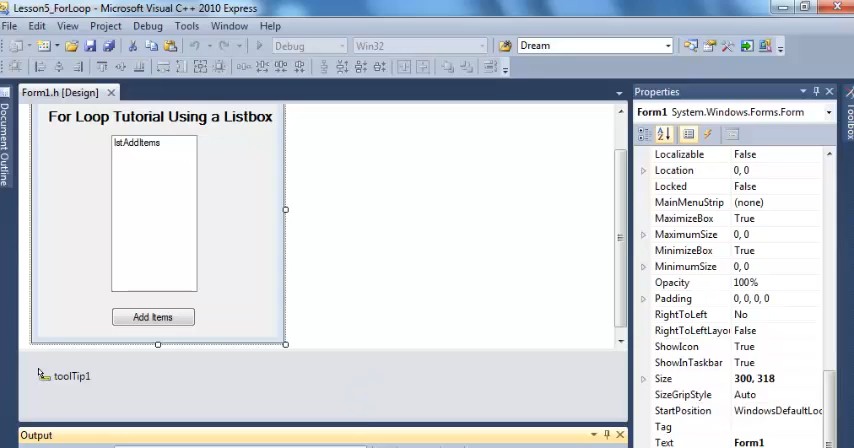 Lesson5_ForLoop - Microsoft Visual C++ 2010 Express
File Edit View Project Debug Tools Window Help
Debug Win32 Dream
Form1.h [Design]
Document Outline
For Loop Tutorial Using a Listbox
lstAddItems
Add Items
toolTip1
Output
Properties
Form1 System.Windows.Forms.Form
Localizable False
Location 0, 0
Locked False
MainMenuStrip (none)
MaximizeBox True
MaximumSize 0, 0
MinimizeBox True
MinimumSize 0, 0
Opacity 100%
Padding 0, 0, 0, 0
RightToLeft No
RightToLeftLayou False
ShowIcon True
ShowInTaskbar True
Size 300, 318
SizeGripStyle Auto
StartPosition WindowsDefaultLoc
Tag
Text Form1
Toolbox